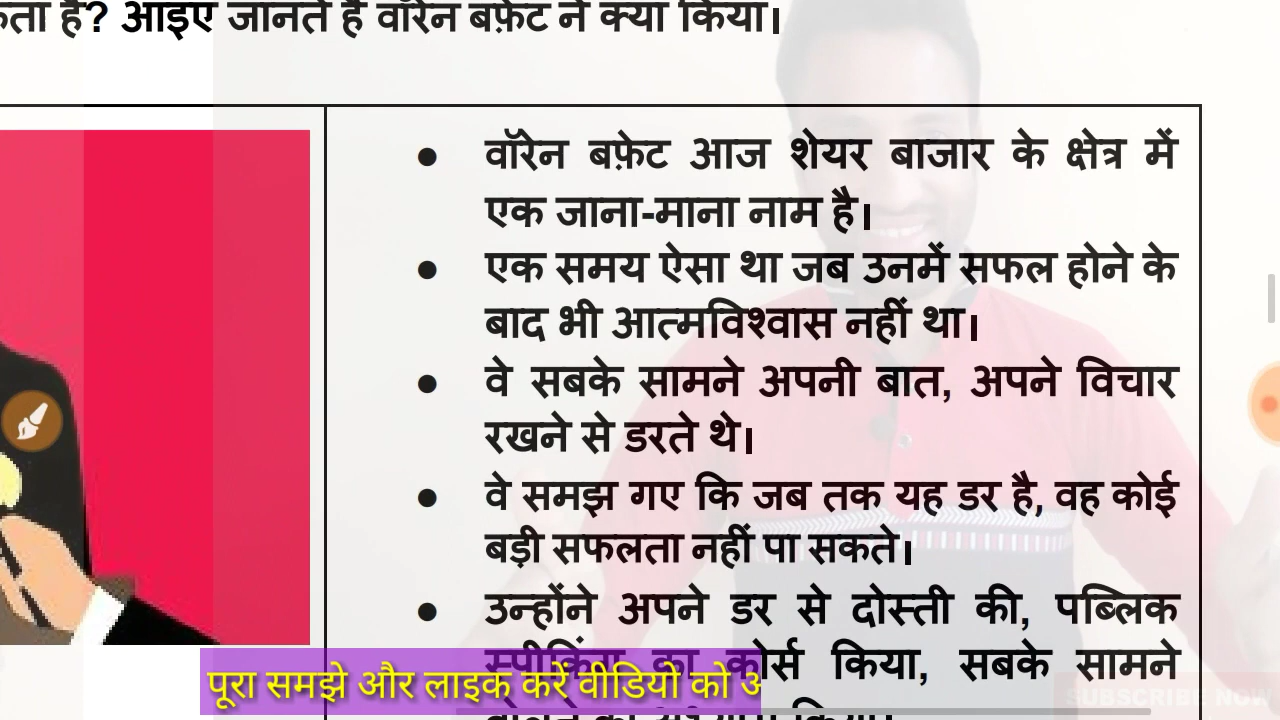 है? आइए जानते हैं वॉरेन बफ़ेट ने क्या किया।
● वॉरेन बफ़ेट आज शेयर बाजार के क्षेत्र में
एक जाना-माना नाम है।
● एक समय ऐसा था जब उनमें सफल होने के
बाद भी आत्मविश्वास नहीं था।
● वे सबके सामने अपनी बात, अपने विचार
रखने से डरते थे।
● वे समझ गए कि जब तक यह डर है, वह कोई
बड़ी सफलता नहीं पा सकते।
● उन्होंने अपने डर से दोस्ती की, पब्लिक
स्पीकिंग का कोर्स किया, सबके सामने
किया।
पूरा समझे और लाइक करें वीडियो को
SUBSCRIBE NOW